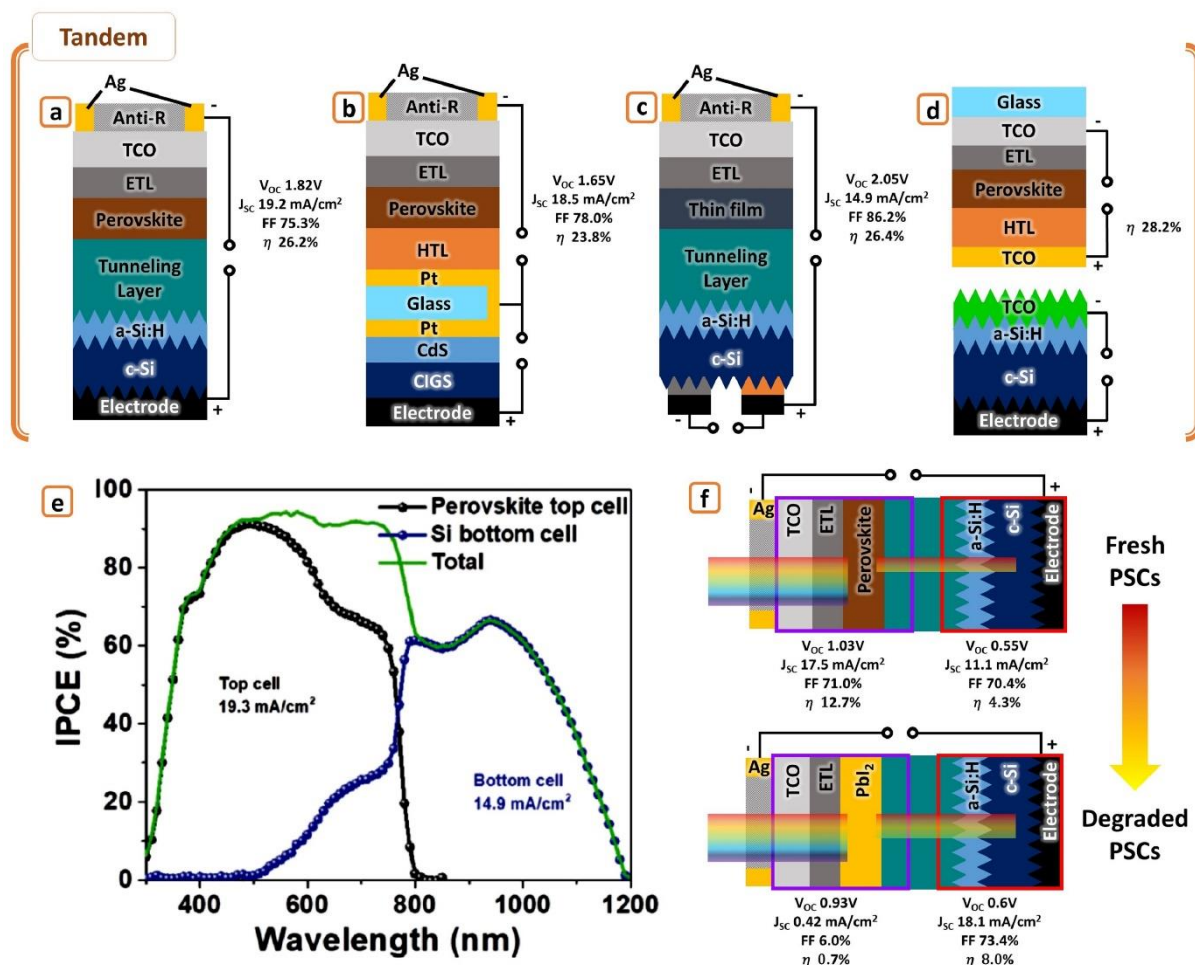 Tandem
a
Ag
-
Anti-R
TCO
ETL
Perovskite
Tunneling
Layer
a-Si:H
c-Si
Electrode
+
VOC 1.82V
JSC 19.2 mA/cm²
FF 75.3%
η 26.2%
b
Ag
-
Anti-R
TCO
ETL
Perovskite
HTL
Pt
Glass
Pt
CdS
CIGS
Electrode
+
VOC 1.65V
JSC 18.5 mA/cm²
FF 78.0%
η 23.8%
c
Ag
-
Anti-R
TCO
ETL
Thin film
Tunneling
Layer
a-Si:H
c-Si
-
+
VOC 2.05V
JSC 14.9 mA/cm²
FF 86.2%
η 26.4%
d
Glass
TCO
-
ETL
Perovskite
HTL
TCO
+
η 28.2%
TCO
-
a-Si:H
c-Si
Electrode
+
e
IPCE (%)
100
80
60
40
20
0
400 600 800 1000 1200
Wavelength (nm)
Perovskite top cell
Si bottom cell
Total
Top cell
19.3 mA/cm²
Bottom cell
14.9 mA/cm²
f
-
Ag
TCO
ETL
Perovskite
a-Si:H
c-Si
Electrode
+
VOC 1.03V
JSC 17.5 mA/cm²
FF 71.0%
η 12.7%
VOC 0.55V
JSC 11.1 mA/cm²
FF 70.4%
η 4.3%
Fresh
PSCs
-
Ag
TCO
ETL
PbI₂
a-Si:H
c-Si
Electrode
+
VOC 0.93V
JSC 0.42 mA/cm²
FF 6.0%
η 0.7%
VOC 0.6V
JSC 18.1 mA/cm²
FF 73.4%
η 8.0%
Degraded
PSCs